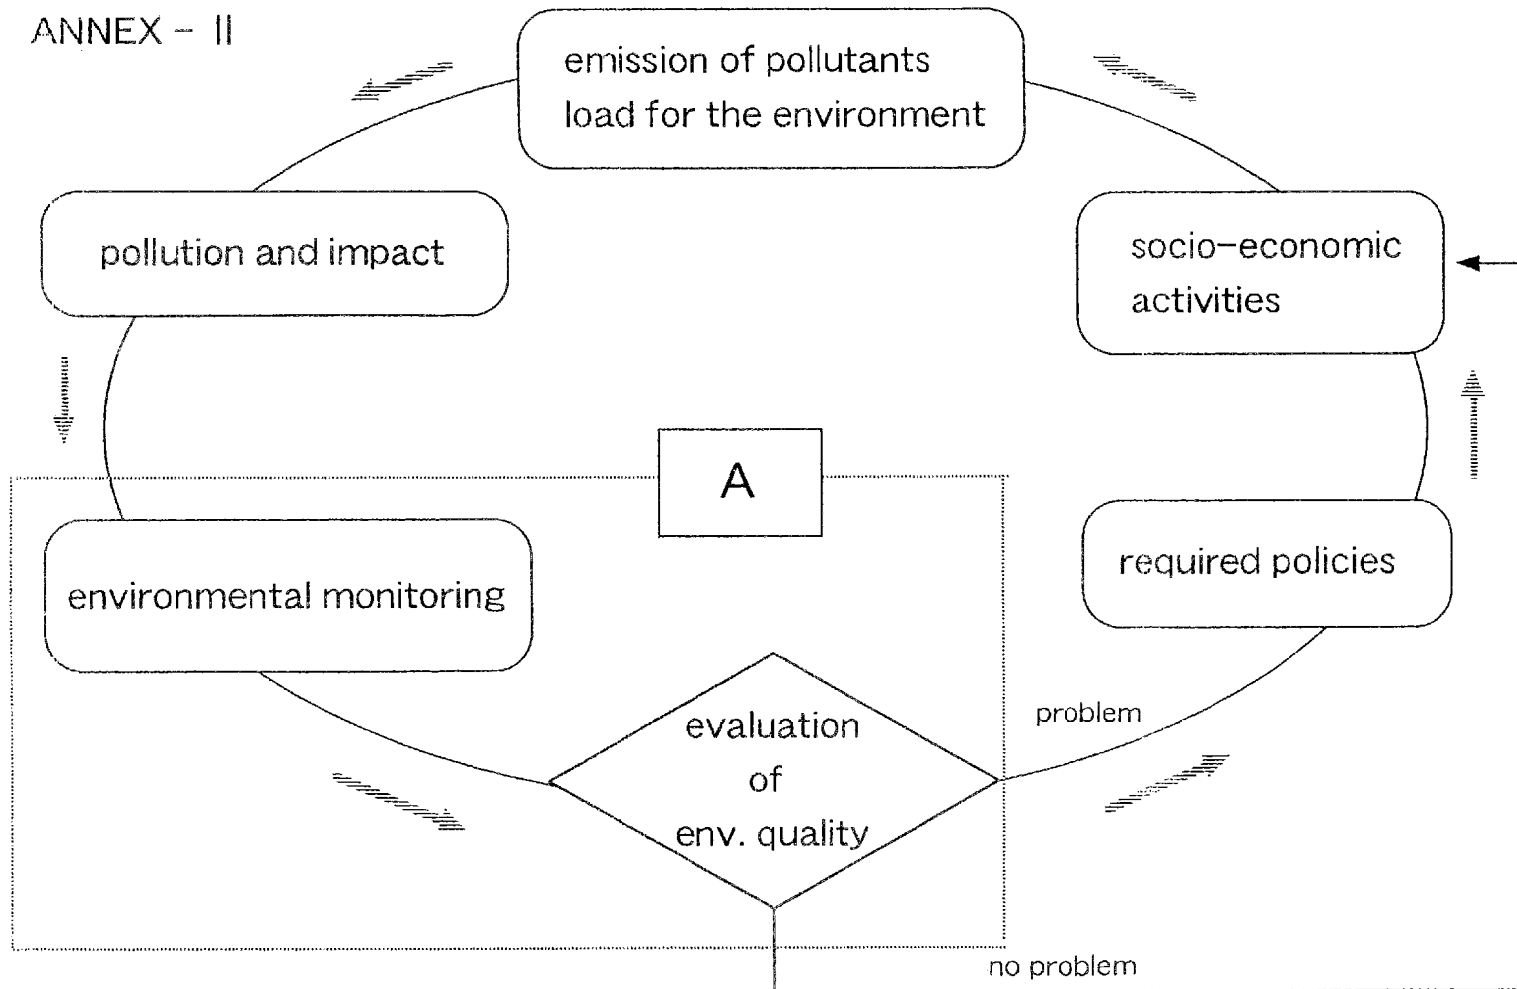 ANNEX - II
emission of pollutants
load for the environment
pollution and impact
socio-economic
activities
A
environmental monitoring
required policies
evaluation
of
env. quality
problem
no problem